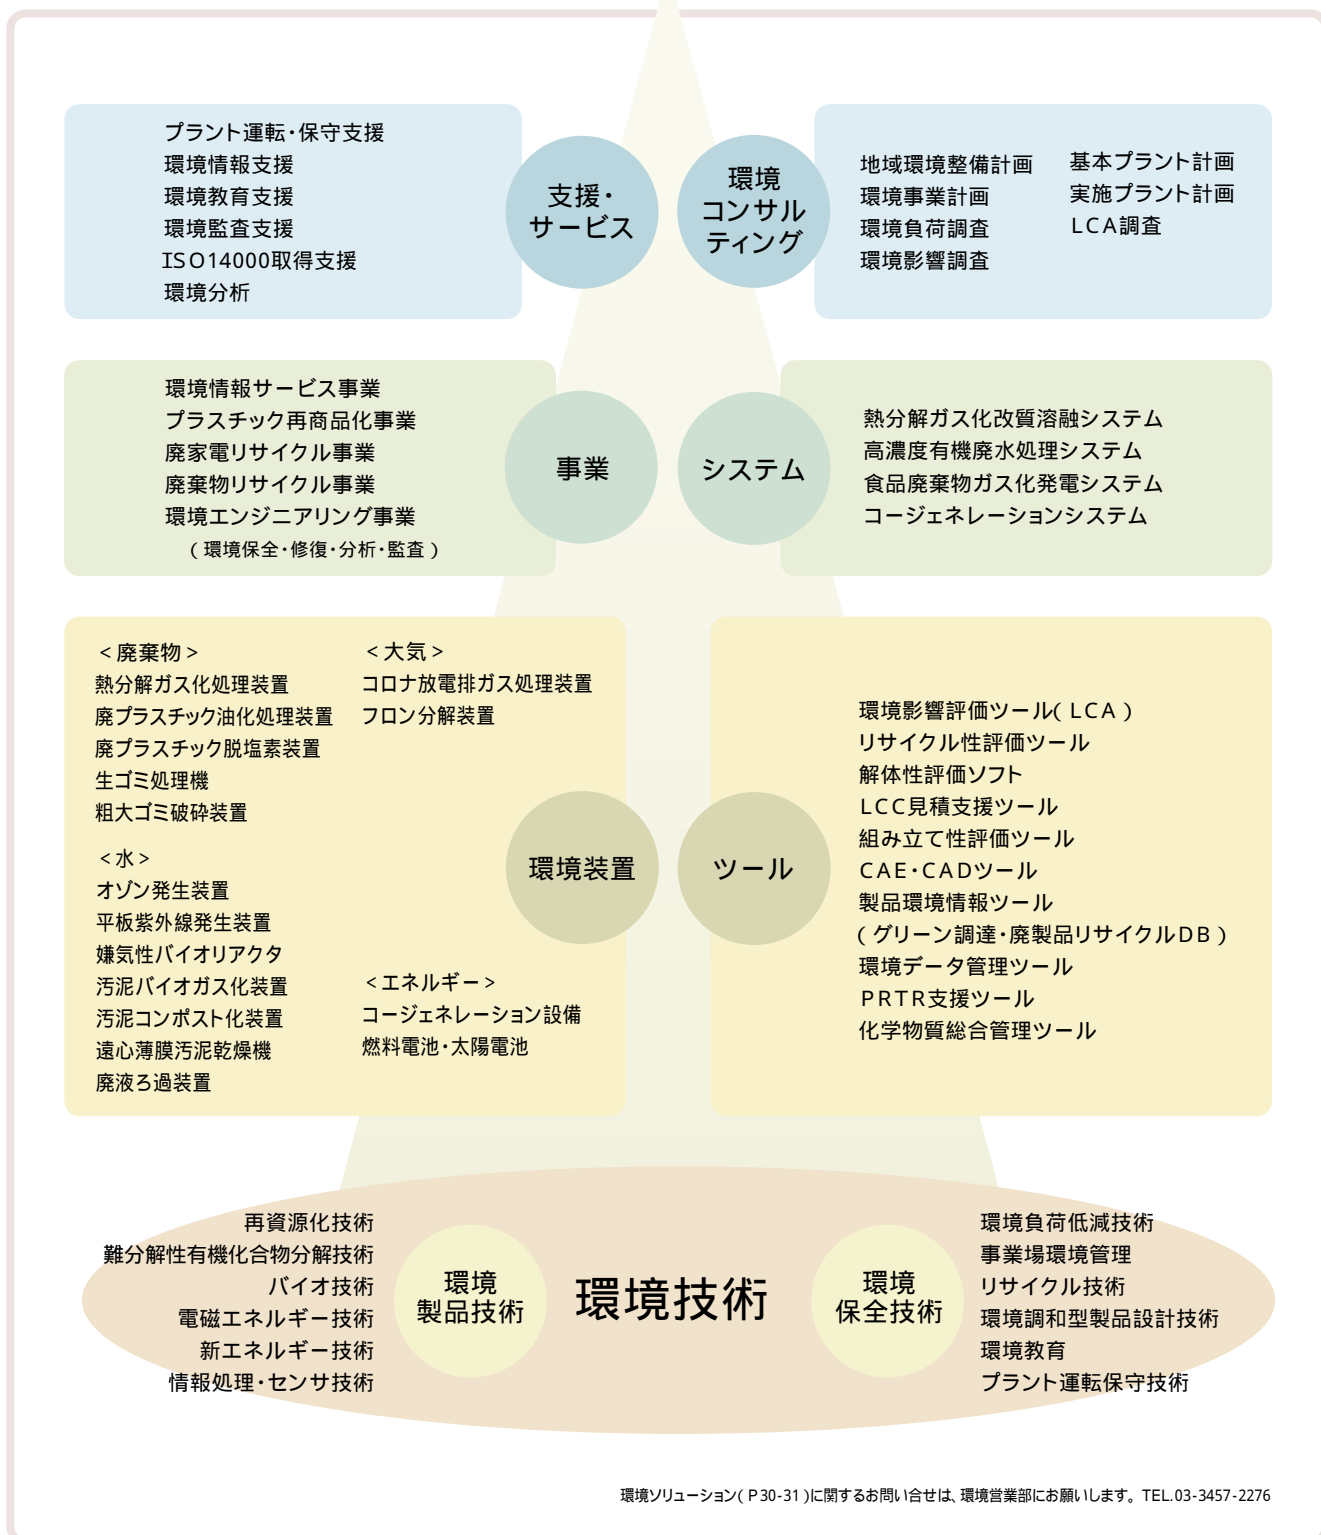 プラント運転・保守支援
環境情報支援
環境教育支援
環境監査支援
ISO14000取得支援
環境分析
支援・
サービス
環境
コンサル
ティング
地域環境整備計画
環境事業計画
環境負荷調査
環境影響調査
基本プラント計画
実施プラント計画
LCA調査
環境情報サービス事業
プラスチック再商品化事業
廃家電リサイクル事業
廃棄物リサイクル事業
環境エンジニアリング事業
(環境保全・修復・分析・監査)
事業
システム
熱分解ガス化改質溶融システム
高濃度有機廃水処理システム
食品廃棄物ガス化発電システム
コージェネレーションシステム
<廃棄物>
熱分解ガス化処理装置
廃プラスチック油化処理装置
廃プラスチック脱塩素装置
生ゴミ処理機
粗大ゴミ破砕装置
<大気>
コロナ放電排ガス処理装置
フロン分解装置
<水>
オゾン発生装置
平板紫外線発生装置
嫌気性バイオリアクタ
汚泥バイオガス化装置
汚泥コンポスト化装置
遠心薄膜汚泥乾燥機
廃液ろ過装置
<エネルギー>
コージェネレーション設備
燃料電池・太陽電池
環境装置
ツール
環境影響評価ツール(LCA)
リサイクル性評価ツール
解体性評価ソフト
LCC見積支援ツール
組み立て性評価ツール
CAE・CADツール
製品環境情報ツール
(グリーン調達・廃製品リサイクルDB)
環境データ管理ツール
PRTR支援ツール
化学物質総合管理ツール
再資源化技術
難分解性有機化合物分解技術
バイオ技術
電磁エネルギー技術
新エネルギー技術
情報処理・センサ技術
環境
製品技術
環境技術
環境
保全技術
環境負荷低減技術
事業場環境管理
リサイクル技術
環境調和型製品設計技術
環境教育
プラント運転保守技術
環境ソリューション(P30-31)に関するお問い合せは、環境営業部にお願いします。TEL.03-3457-2276